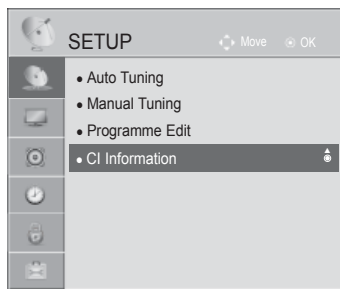 SETUP
Move
OK
• Auto Tuning
• Manual Tuning
• Programme Edit
• CI Information